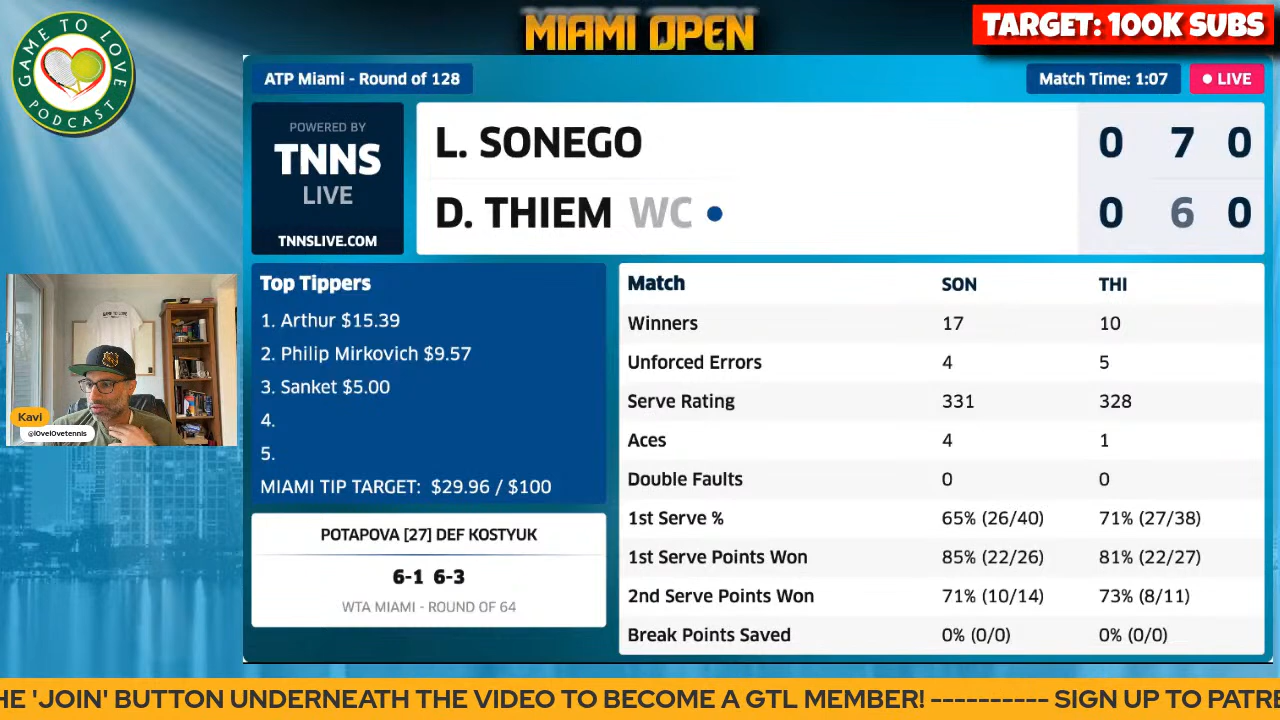 GAME TO LOVE
PODCAST
MIAMI OPEN
TARGET: 100K SUBS
ATP Miami - Round of 128
Match Time: 1:07
LIVE
POWERED BY
TNNS
LIVE
TNNSLIVE.COM
L. SONEGO 0 7 0
D. THIEM WC 0 6 0
Top Tippers
1. Arthur $15.39
2. Philip Mirkovich $9.57
3. Sanket $5.00
4.
5.
MIAMI TIP TARGET: $29.96 / $100
POTAPOVA [27] DEF KOSTYUK
6-1 6-3
WTA MIAMI - ROUND OF 64
Match SON THI
Winners 17 10
Unforced Errors 4 5
Serve Rating 331 328
Aces 4 1
Double Faults 0 0
1st Serve % 65% (26/40) 71% (27/38)
1st Serve Points Won 85% (22/26) 81% (22/27)
2nd Serve Points Won 71% (10/14) 73% (8/11)
Break Points Saved 0% (0/0) 0% (0/0)
Kavi
@l0vel0vetennis
HE 'JOIN' BUTTON UNDERNEATH THE VIDEO TO BECOME A GTL MEMBER! ---------- SIGN UP TO PATRE